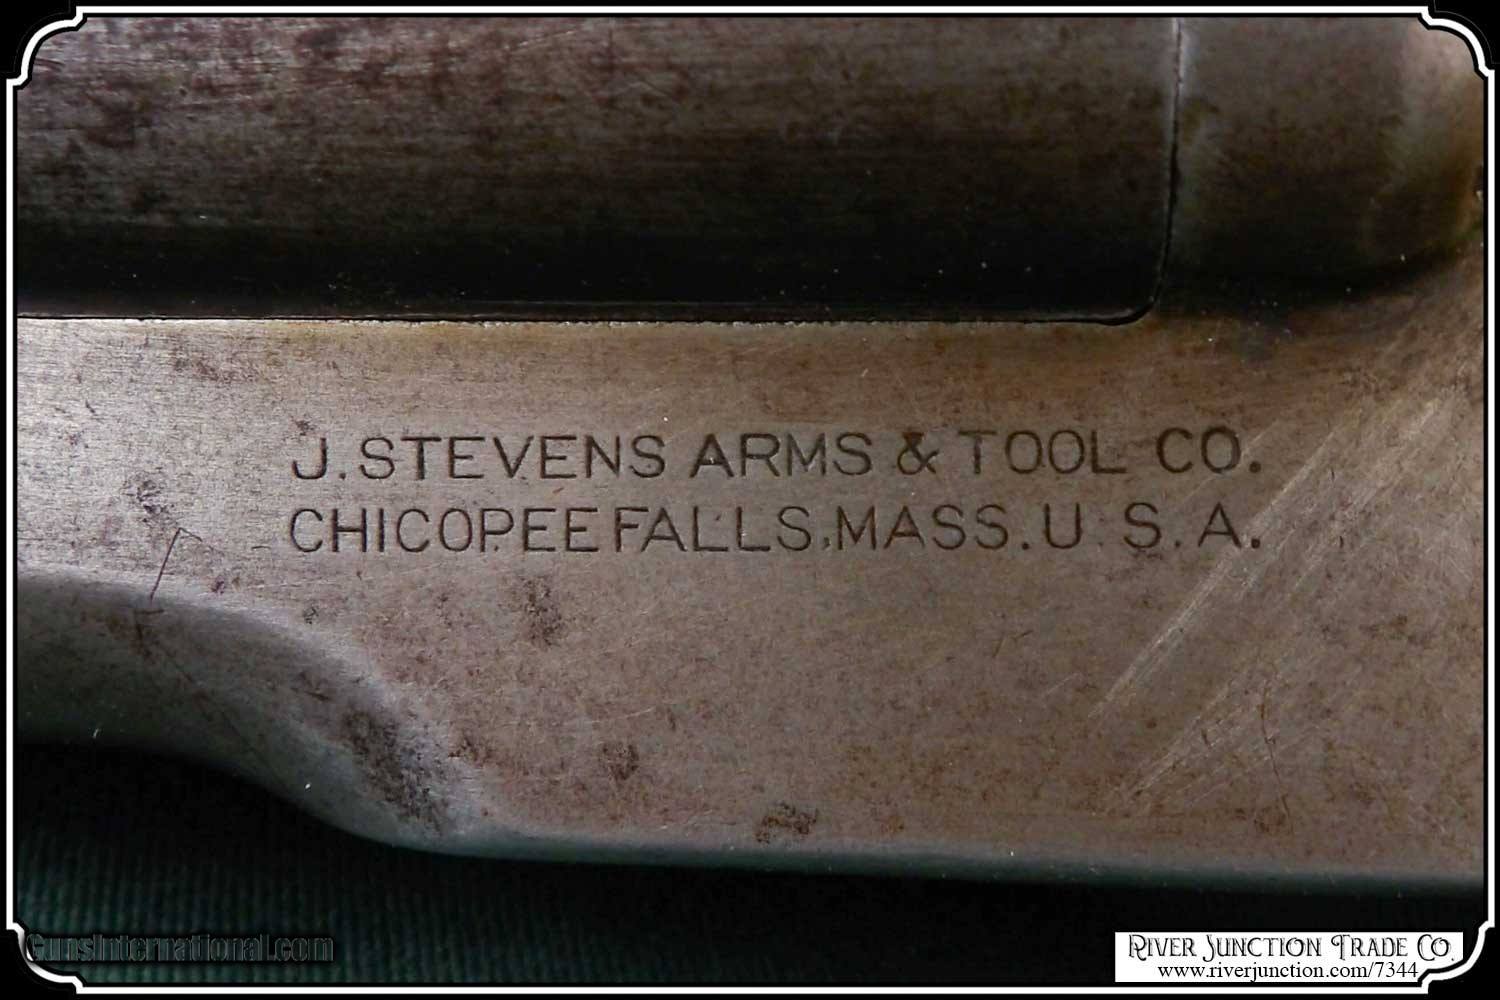 J. STEVENS ARMS & TOOL CO.
CHICOPEE FALLS, MASS. U. S. A.
GunsInternational.com
RIVER JUNCTION TRADE CO.
www.riverjunction.com/7344